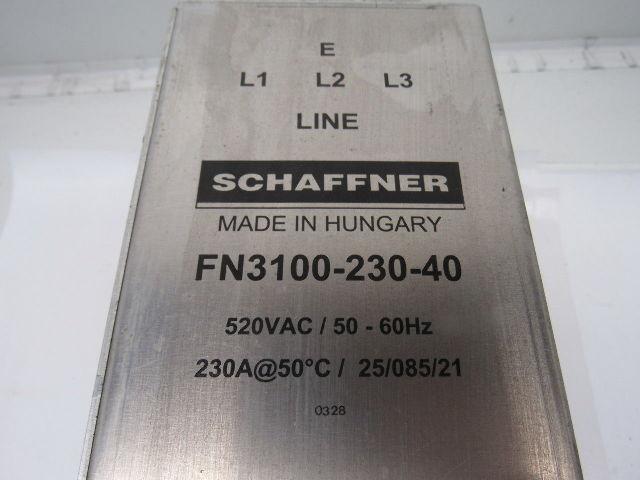 E
L1 L2 L3
LINE
SCHAFFNER
MADE IN HUNGARY
FN3100-230-40
520VAC / 50 - 60Hz
230A@50°C / 25/085/21
0328